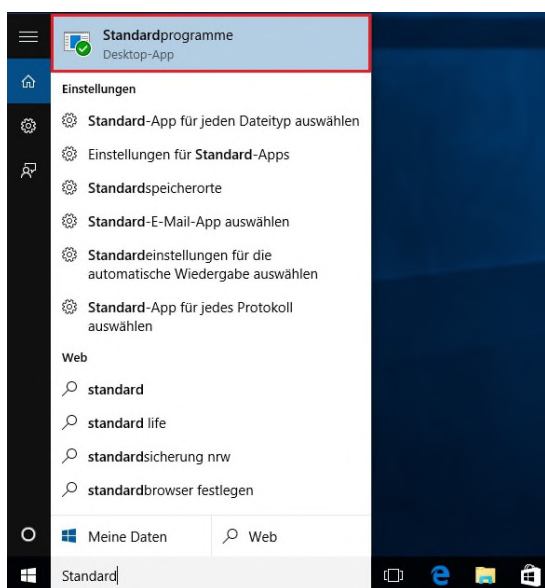 Standardprogramme
Desktop-App
Einstellungen
Standard-App für jeden Dateityp auswählen
Einstellungen für Standard-Apps
Standardspeicherorte
Standard-E-Mail-App auswählen
Standardeinstellungen für die
automatische Wiedergabe auswählen
Standard-App für jedes Protokoll
auswählen
Web
standard
standard life
standardsicherung nrw
standardbrowser festlegen
Meine Daten
Web
Standard